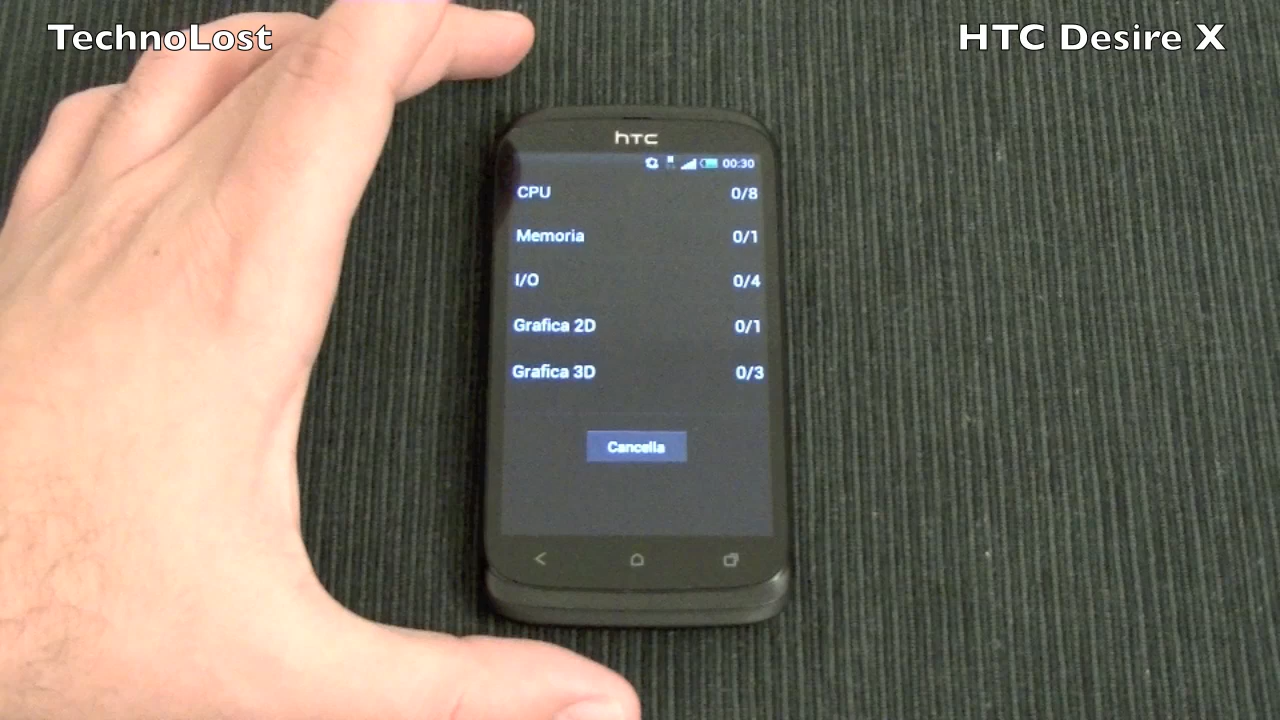 TechnoLost
HTC Desire X
hTC
00:30
CPU 0/8
Memoria 0/1
I/O 0/4
Grafica 2D 0/1
Grafica 3D 0/3
Cancella